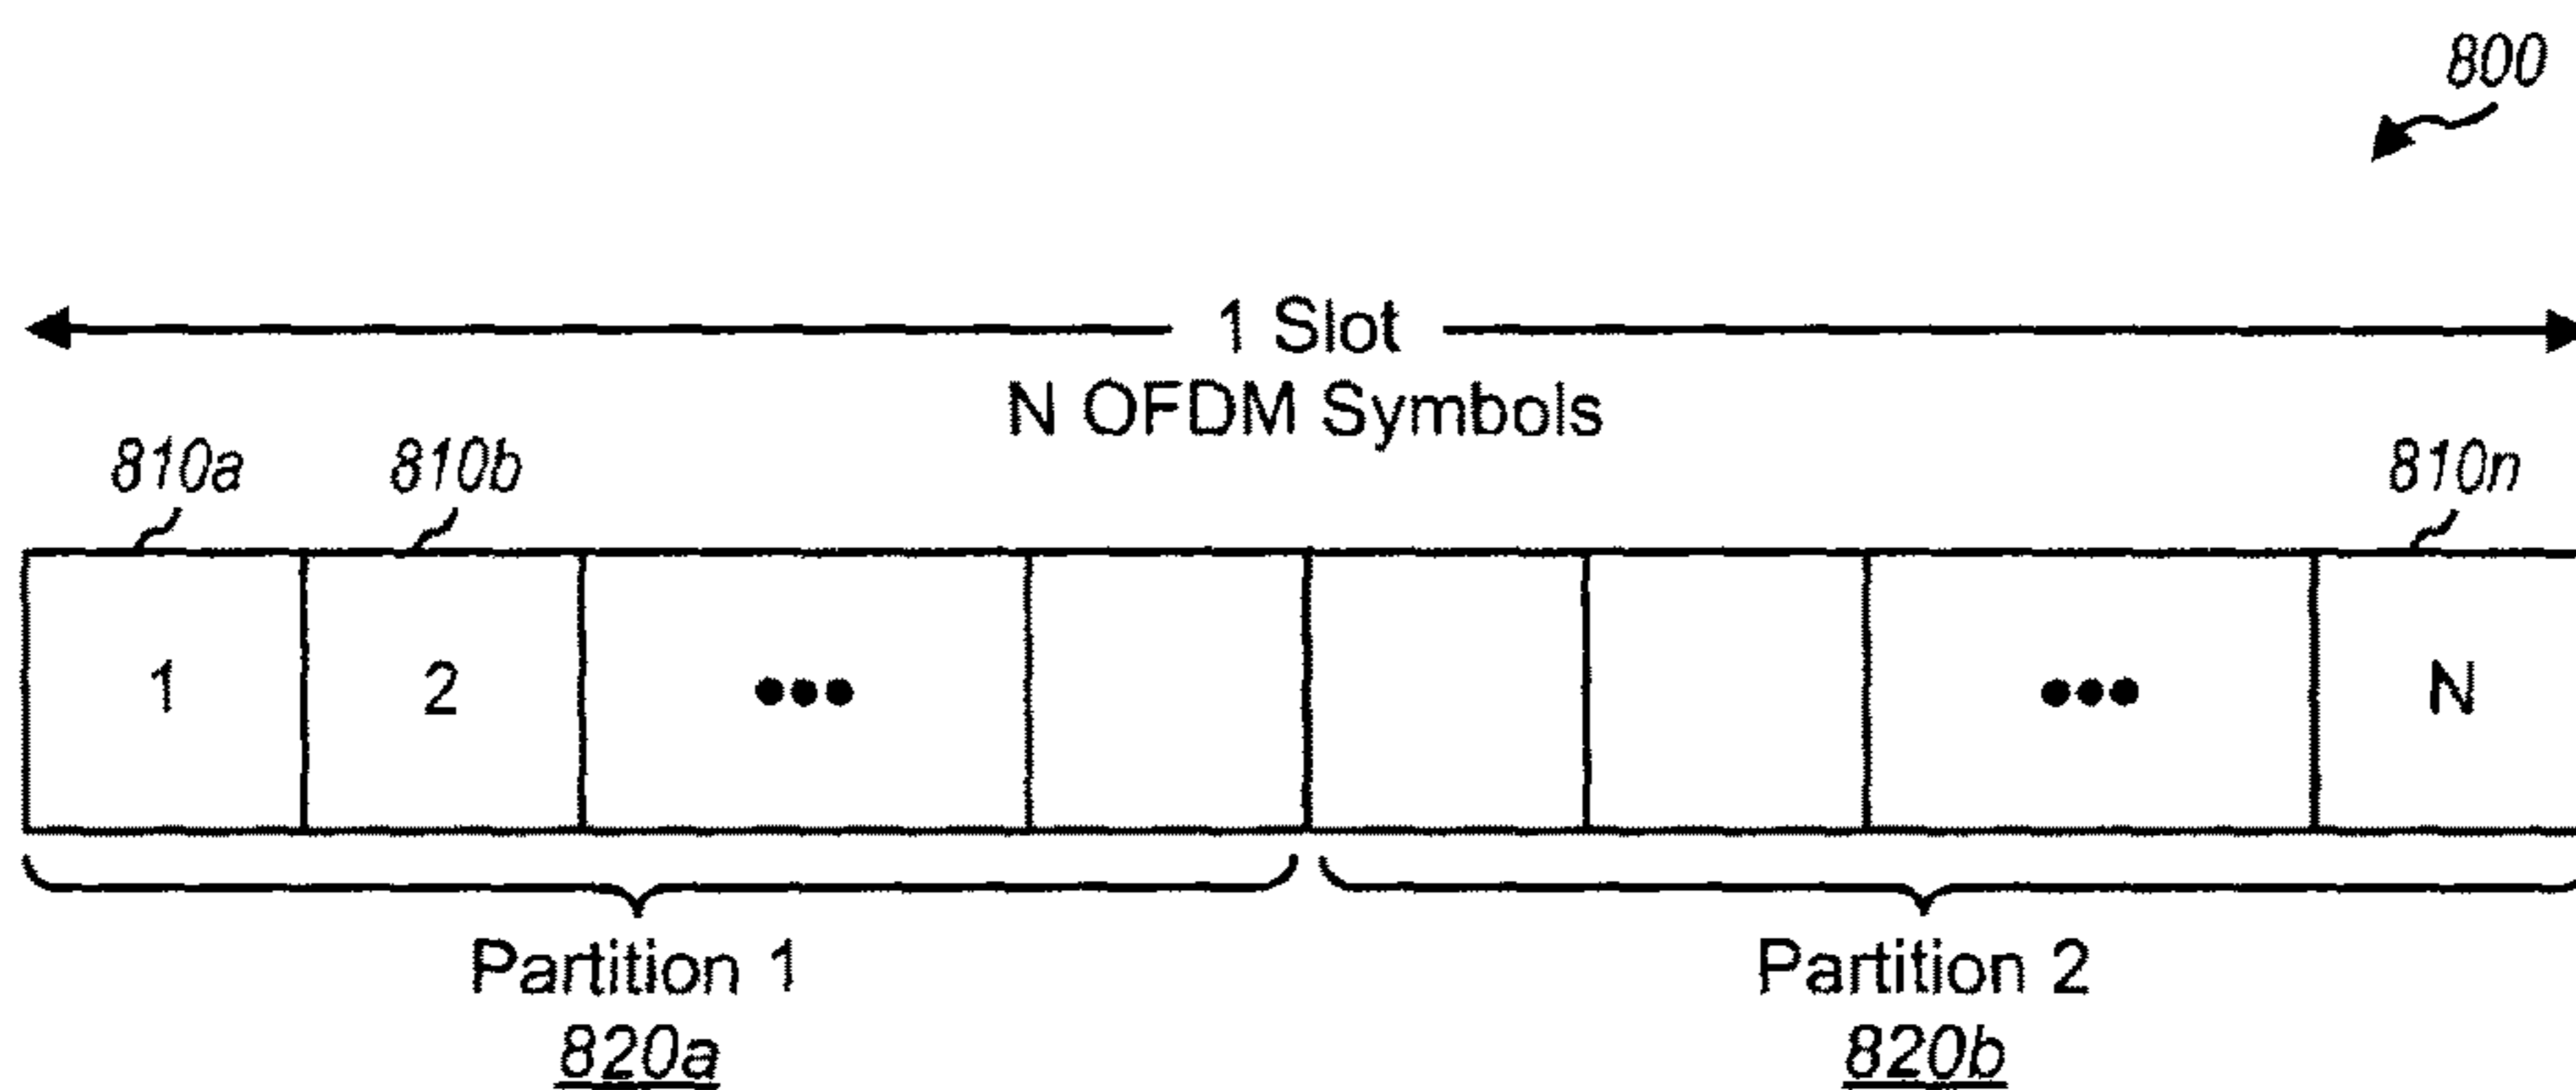 800
1 Slot
N OFDM Symbols
810a 810b 810n
1 2 ••• ••• N
Partition 1 Partition 2
820a 820b